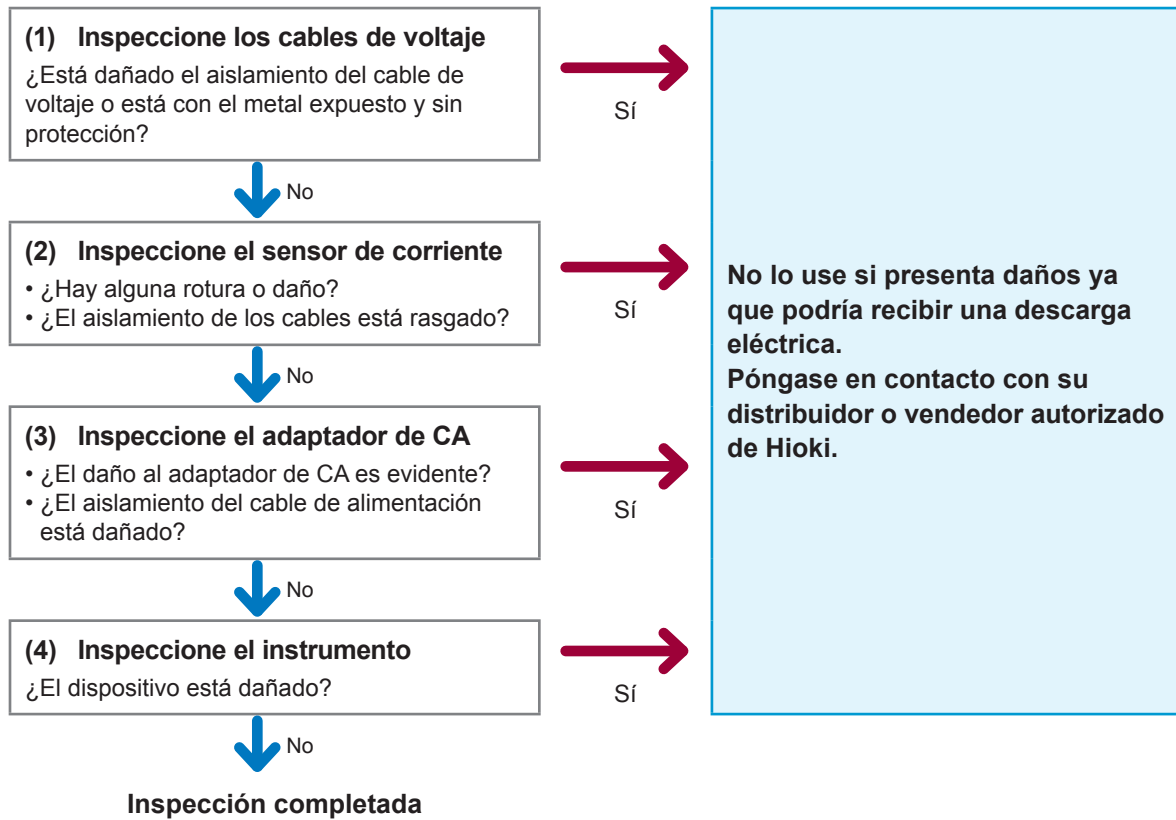 (1) Inspeccione los cables de voltaje
¿Está dañado el aislamiento del cable de
voltaje o está con el metal expuesto y sin
protección?
Sí
No
(2) Inspeccione el sensor de corriente
• ¿Hay alguna rotura o daño?
• ¿El aislamiento de los cables está rasgado?
Sí
No
(3) Inspeccione el adaptador de CA
• ¿El daño al adaptador de CA es evidente?
• ¿El aislamiento del cable de alimentación
está dañado?
Sí
No
(4) Inspeccione el instrumento
¿El dispositivo está dañado?
Sí
No
Inspección completada
No lo use si presenta daños ya
que podría recibir una descarga
eléctrica.
Póngase en contacto con su
distribuidor o vendedor autorizado
de Hioki.